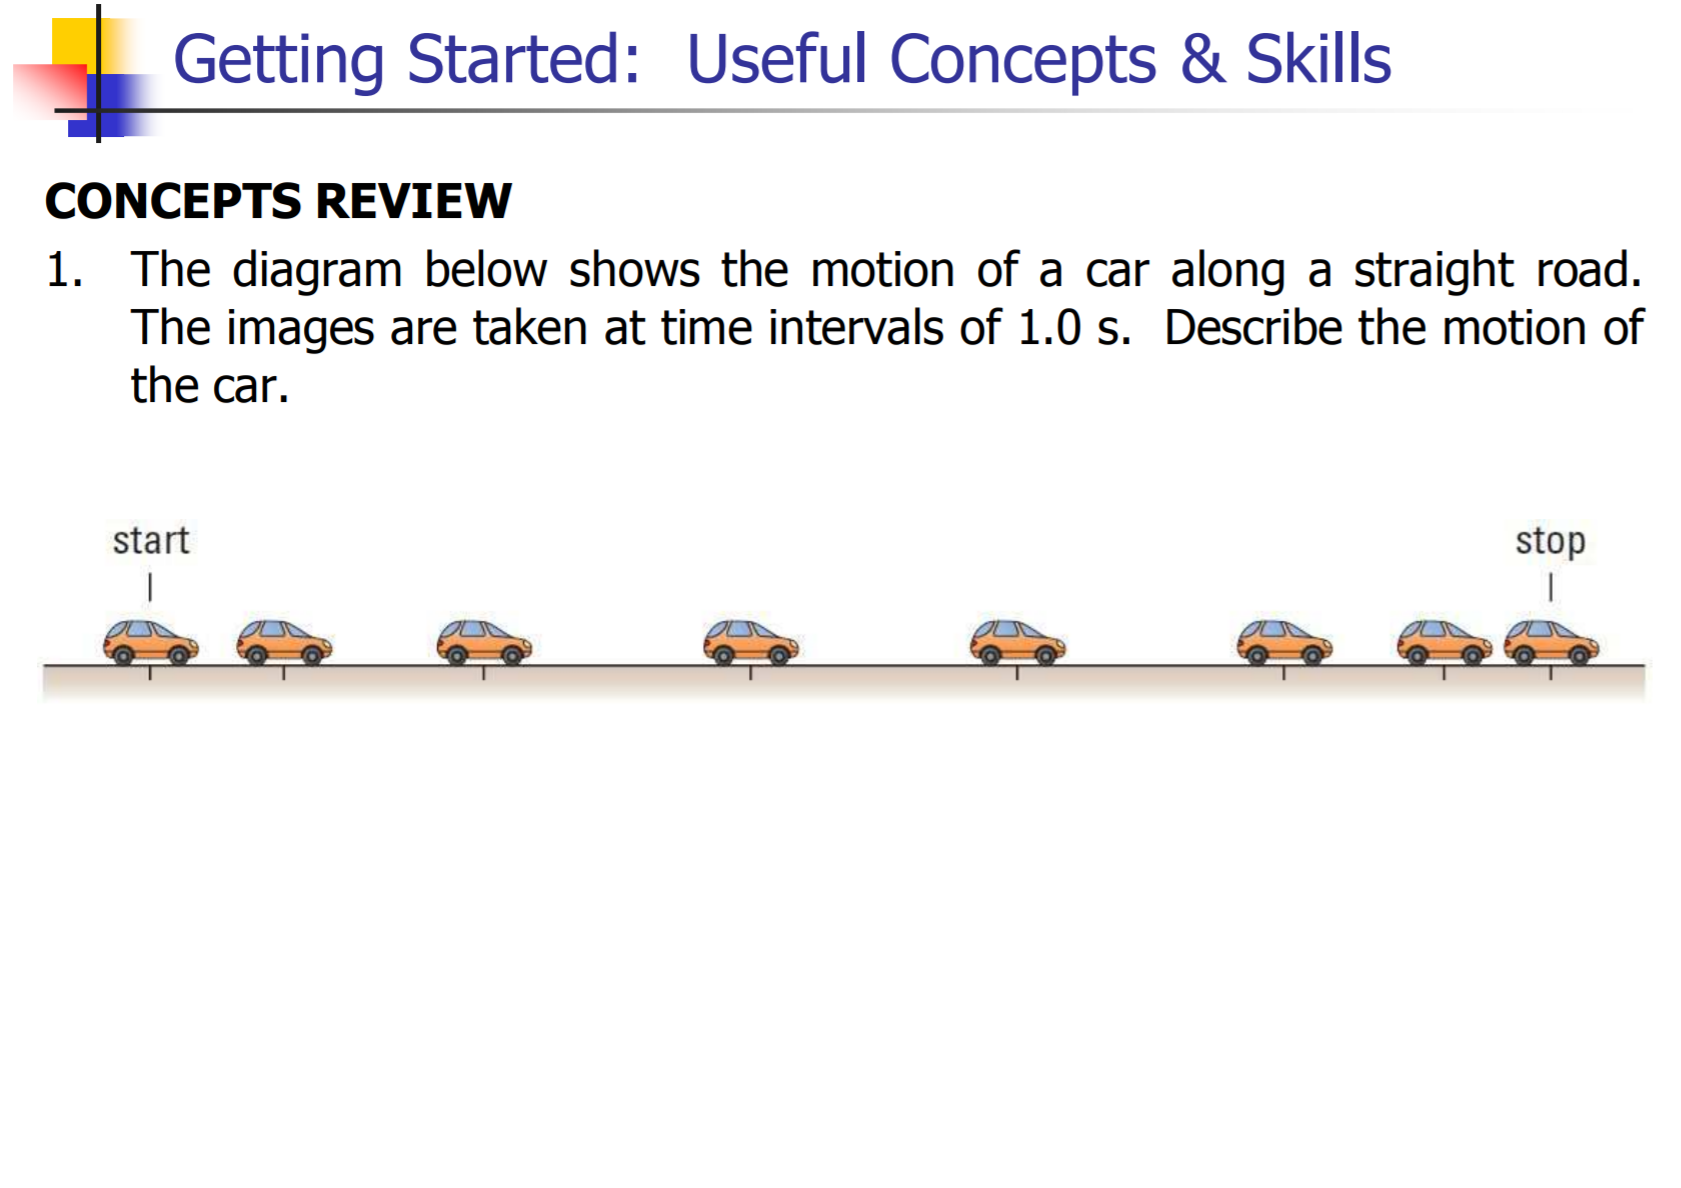 Getting Started: Useful Concepts & Skills
CONCEPTS REVIEW
1. The diagram below shows the motion of a car along a straight road.
The images are taken at time intervals of 1.0 s. Describe the motion of
the car.
start stop